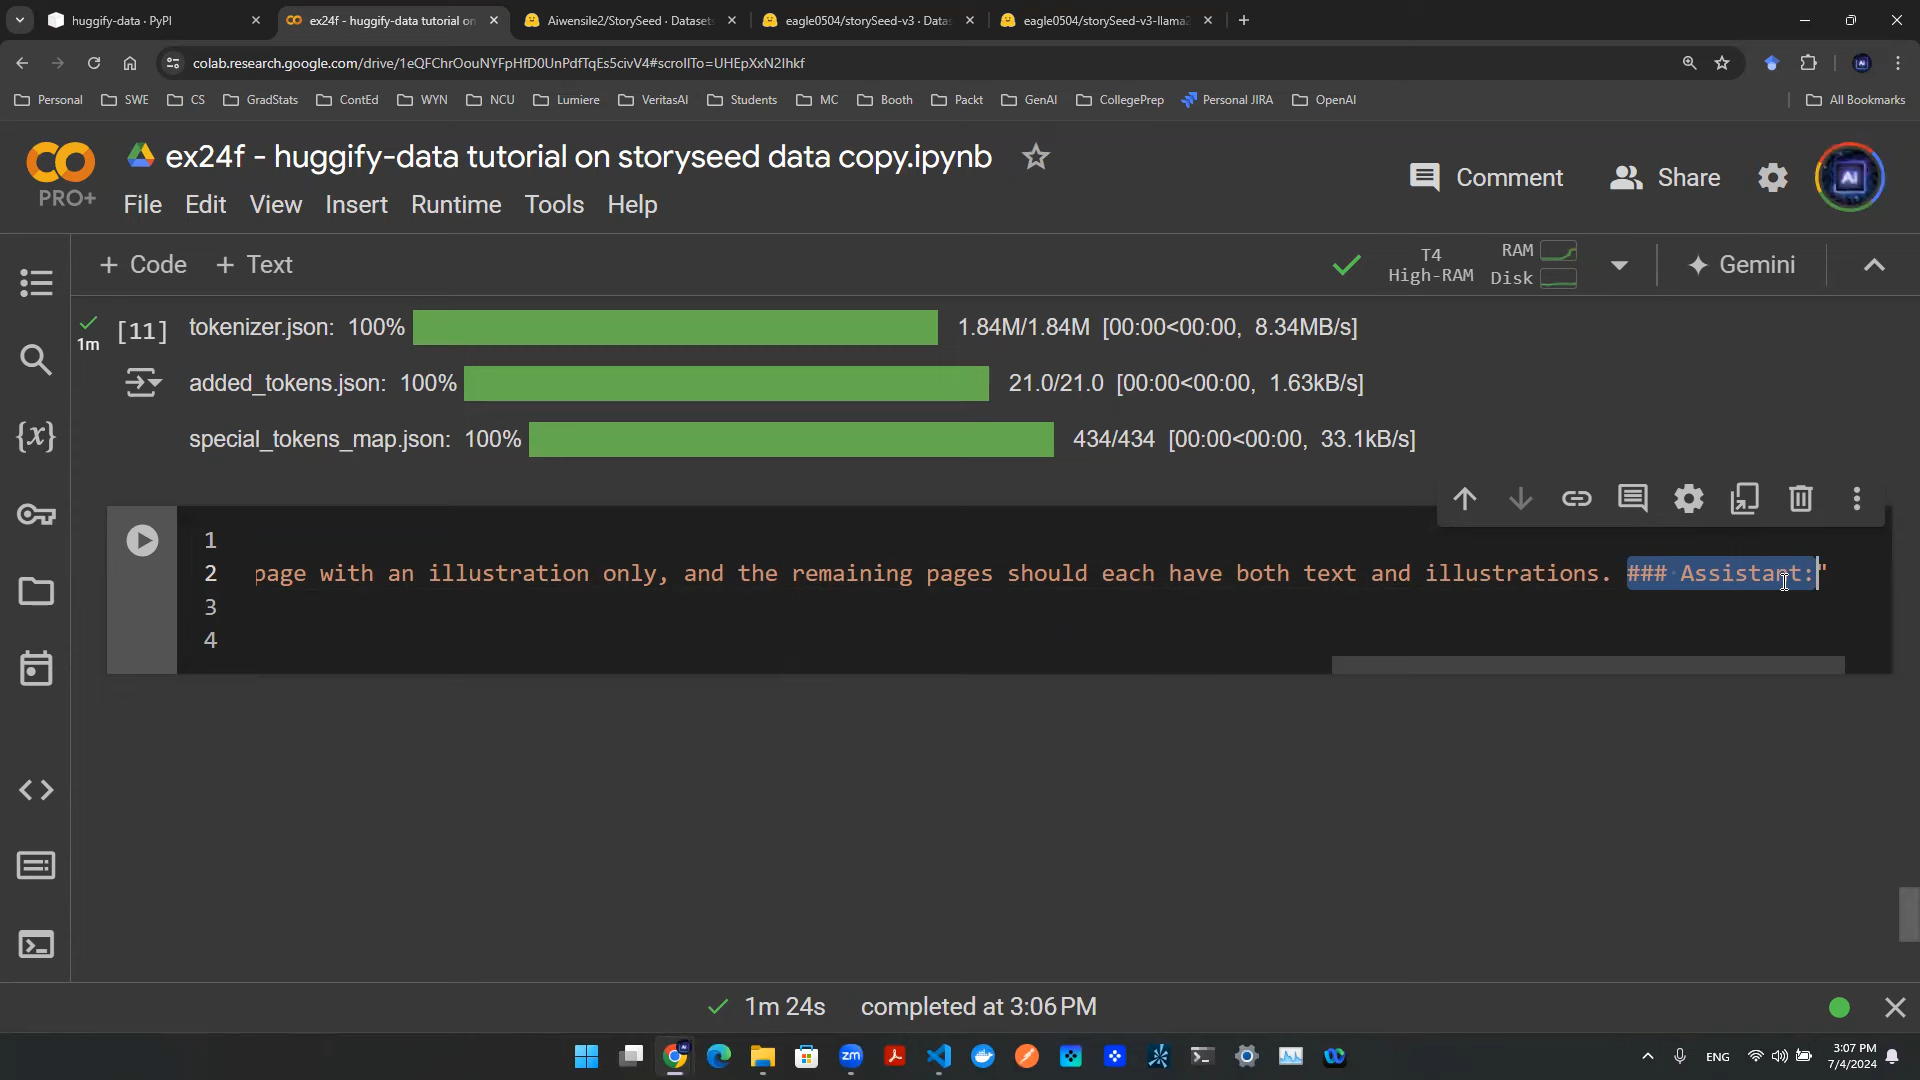 huggify-data · PyPI
ex24f - huggify-data tutorial on
Aiwensile2/StorySeed · Datasets
eagle0504/storySeed-v3 · Datas
eagle0504/storySeed-v3-llama2
colab.research.google.com/drive/1eQFChrOouNYFpHfD0UnPdfTqEs5civV4#scrollTo=UHEpXxN2Ihkf
Personal SWE CS GradStats ContEd WYN NCU Lumiere VeritasAI Students MC Booth Packt GenAI CollegePrep Personal JIRA OpenAI All Bookmarks
CO
PRO+
ex24f - huggify-data tutorial on storyseed data copy.ipynb
File Edit View Insert Runtime Tools Help
Comment Share
AI
+ Code + Text
T4
High-RAM
RAM
Disk
Gemini
1m
[11]
tokenizer.json: 100% 1.84M/1.84M [00:00<00:00, 8.34MB/s]
added_tokens.json: 100% 21.0/21.0 [00:00<00:00, 1.63kB/s]
special_tokens_map.json: 100% 434/434 [00:00<00:00, 33.1kB/s]
{x}
1
2 page with an illustration only, and the remaining pages should each have both text and illustrations. ### Assistant:"
3
4
1m 24s completed at 3:06 PM
zm
ENG
3:07 PM
7/4/2024